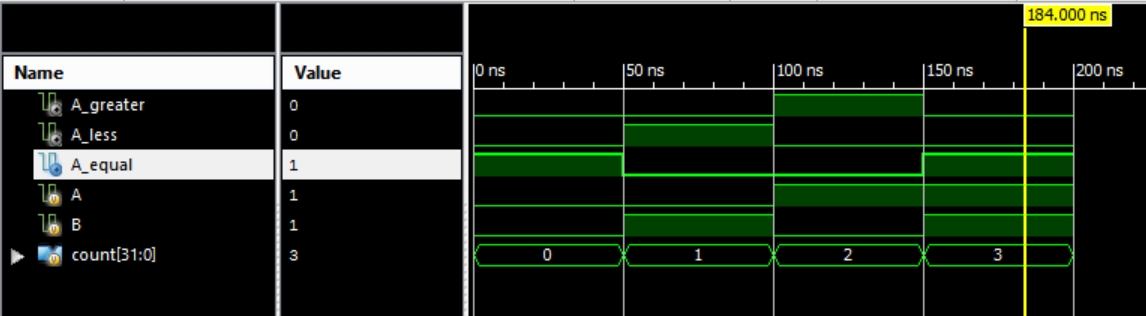 184.000 ns
Name Value 0 ns 50 ns 100 ns 150 ns 200 ns
A_greater 0
A_less 0
A_equal 1
A 1
B 1
count[31:0] 3 0 1 2 3